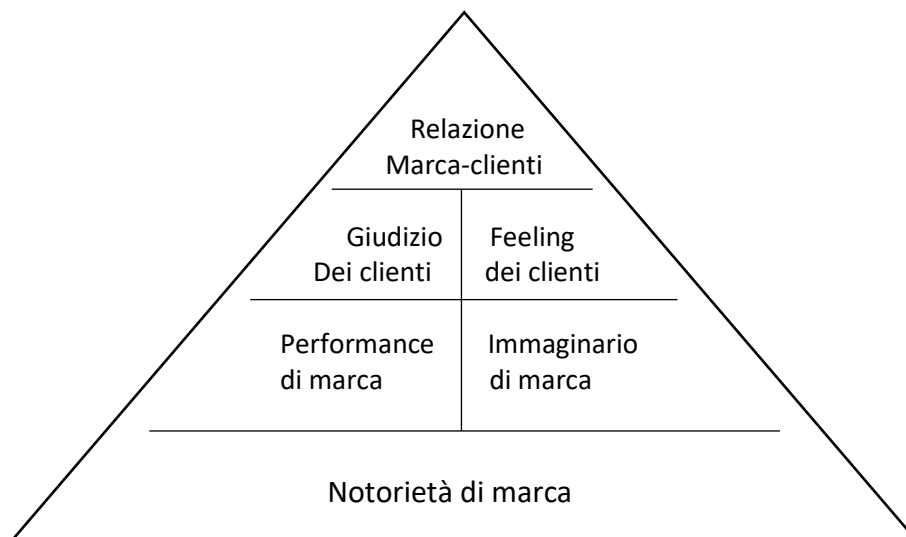 Relazione
Marca-clienti
Giudizio
Dei clienti
Feeling
dei clienti
Performance
di marca
Immaginario
di marca
Notorietà di marca